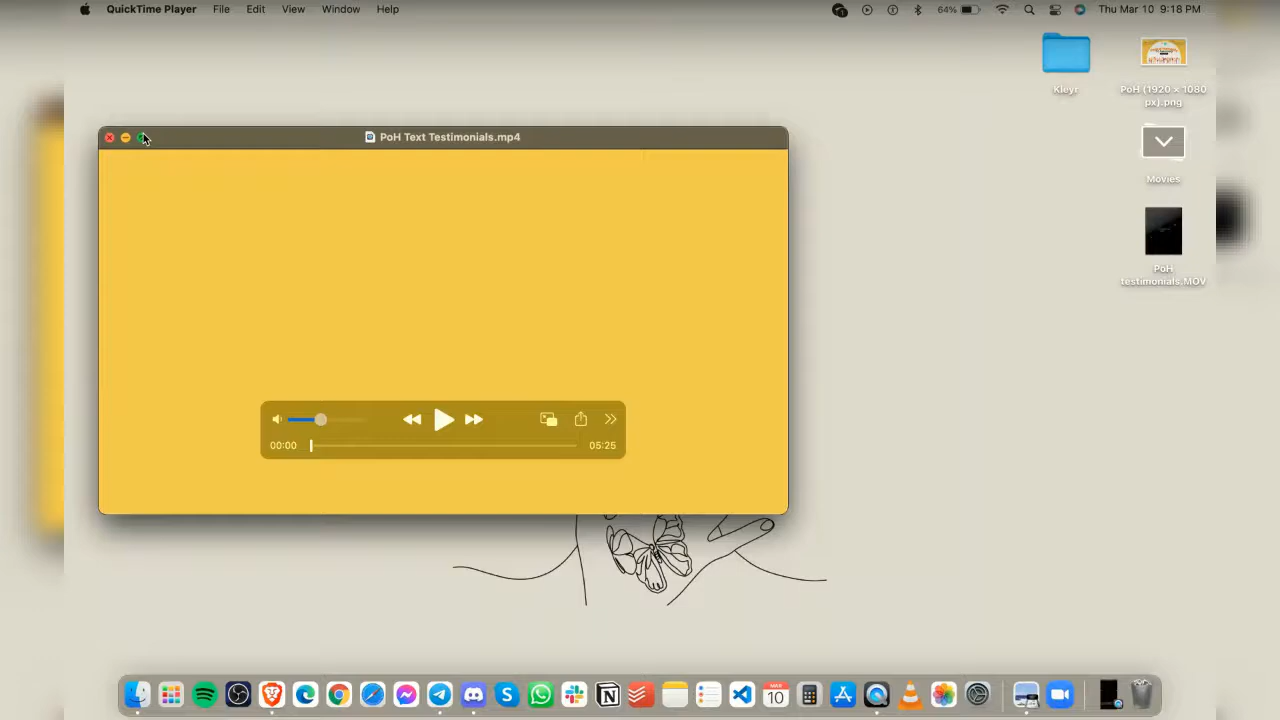 QuickTime Player File Edit View Window Help
64% Thu Mar 10 9:18 PM
Kleyr
PoH (1920 × 1080
px).png
PoH Text Testimonials.mp4
Movies
PoH
testimonials.MOV
00:00 05:25
MAR
10